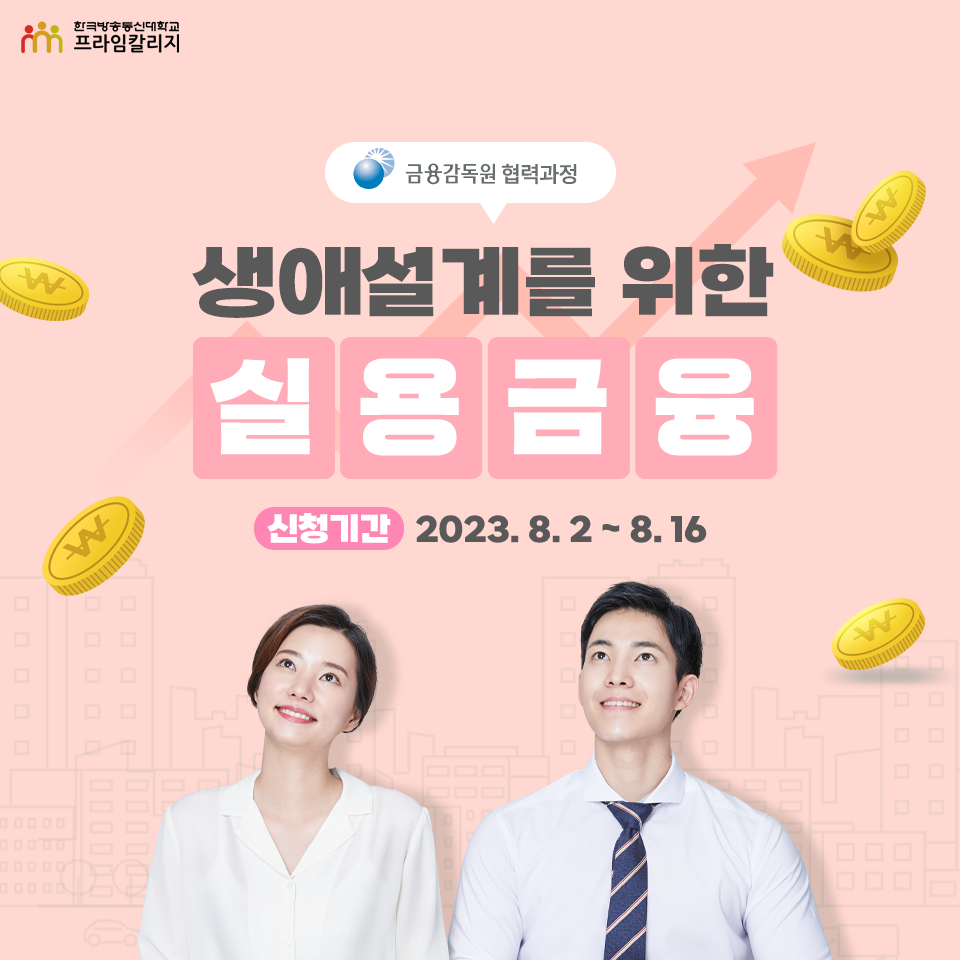 한국방송통신대학교
프라임칼리지
금융감독원 협력과정
생애설계를 위한
실용금융
신청기간 2023. 8. 2 ~ 8. 16